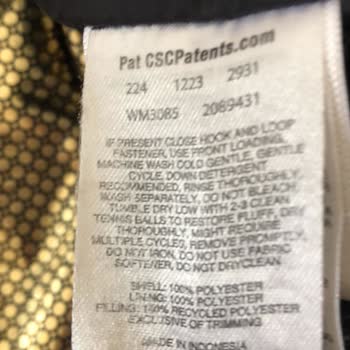 Pat CSCPatents.com
224 1223 2931
WM3085 2089431
IF PRESENT CLOSE HOOK AND LOOP
FASTENER, USE FRONT LOADING,
MACHINE WASH COLD GENTLE, GENTLE
CYCLE, DOWN DETERGENT
RECOMMENDED, RINSE THOROUGHLY,
WASH SEPARATELY, DO NOT BLEACH,
TUMBLE DRY LOW WITH 2-3 CLEAN
TENNIS BALLS TO RESTORE FLUFF, DRY
THOROUGHLY, MIGHT REQUIRE
MULTIPLE CYCLES, REMOVE PROMPTLY,
DO NOT IRON, DO NOT USE FABRIC
SOFTENER, DO NOT DRYCLEAN
SHELL: 100% POLYESTER
LINING: 100% POLYESTER
FILLING: 100% RECYCLED POLYESTER
EXCLUSIVE OF TRIMMING
MADE IN INDONESIA